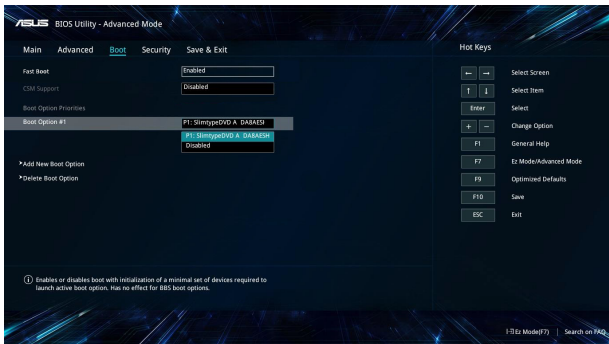 ASUS BIOS Utility - Advanced Mode
Main Advanced Boot Security Save & Exit
Hot Keys
Fast Boot Enabled
CSM Support Disabled
Boot Option Priorities
Boot Option #1 P1: SlimtypeDVD A DA8AESI
P1: SlimtypeDVD A DA8AESH
Disabled
Add New Boot Option
Delete Boot Option
← → Select Screen
↑ ↓ Select Item
Enter Select
+ − Change Option
F1 General Help
F7 Ez Mode/Advanced Mode
F9 Optimized Defaults
F10 Save
ESC Exit
Enables or disables boot with initialization of a minimal set of devices required to
launch active boot option. Has no effect for BBS boot options.
Ez Mode(F7) | Search on FAQ